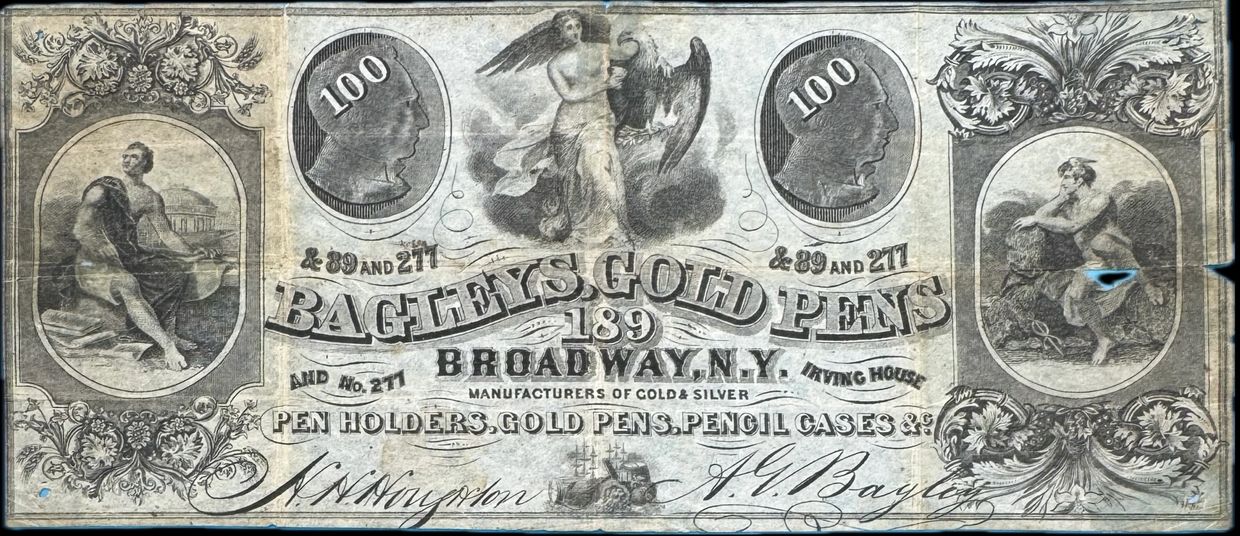 100 100
& 89 AND 277 & 89 AND 277
BAGLEY'S GOLD PENS
189
BROADWAY, N.Y.
AND No. 277 IRVING HOUSE
MANUFACTURERS OF GOLD & SILVER
PEN HOLDERS, GOLD PENS, PENCIL CASES &c.
A. G. Bagley